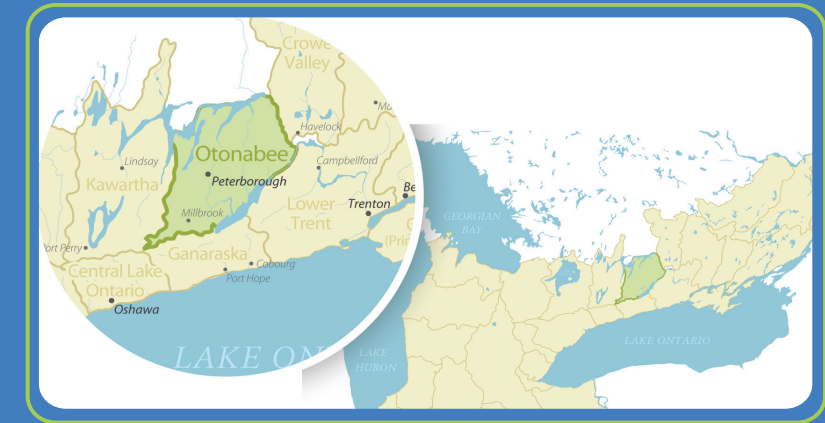 Crowe
Valley
Havelock
Lindsay
Otonabee
Campbellford
Peterborough
Kawartha
Millbrook
Lower
Trent
Trenton
Port Perry
Ganaraska
Cobourg
Port Hope
Central Lake
Ontario
Oshawa
LAKE ON
GEORGIAN
BAY
LAKE
HURON
LAKE ONTARIO